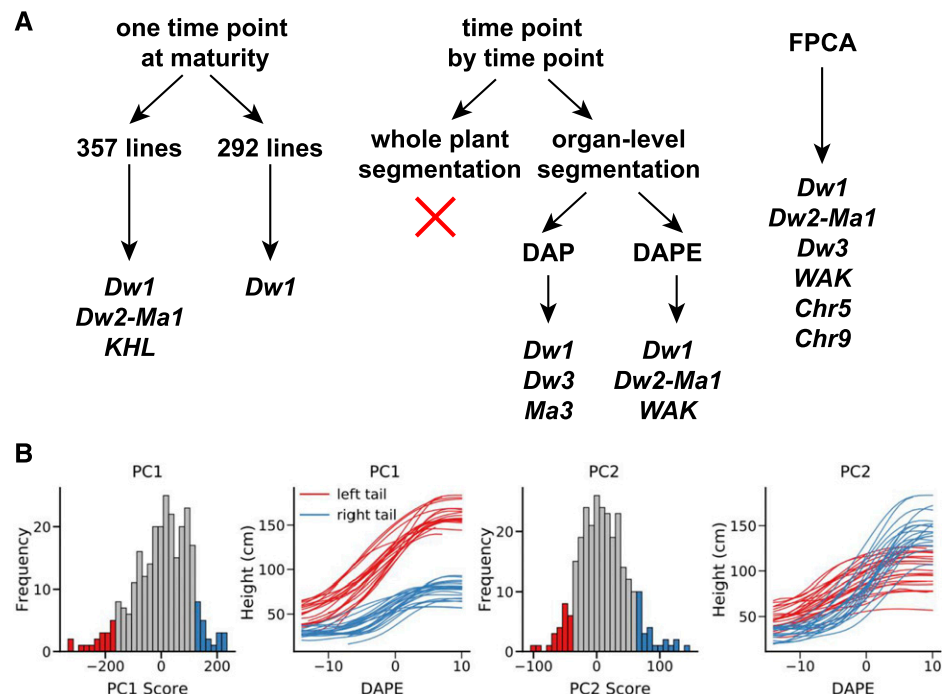 A
one time point
at maturity
357 lines
292 lines
Dw1
Dw2-Ma1
KHL
Dw1
time point
by time point
whole plant
segmentation
organ-level
segmentation
DAP
DAPE
Dw1
Dw3
Ma3
Dw1
Dw2-Ma1
WAK
FPCA
Dw1
Dw2-Ma1
Dw3
WAK
Chr5
Chr9
B
PC1
Frequency
20
10
0
−200
0
200
PC1 Score
PC1
left tail
right tail
Height (cm)
150
100
50
−10
0
10
DAPE
PC2
Frequency
20
10
0
−100
0
100
PC2 Score
PC2
Height (cm)
150
100
50
−10
0
10
DAPE